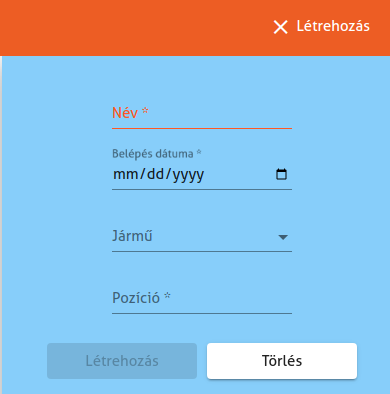 Létrehozás
Név *
Belépés dátuma *
mm/dd/yyyy
Jármű
Pozíció *
Létrehozás Törlés